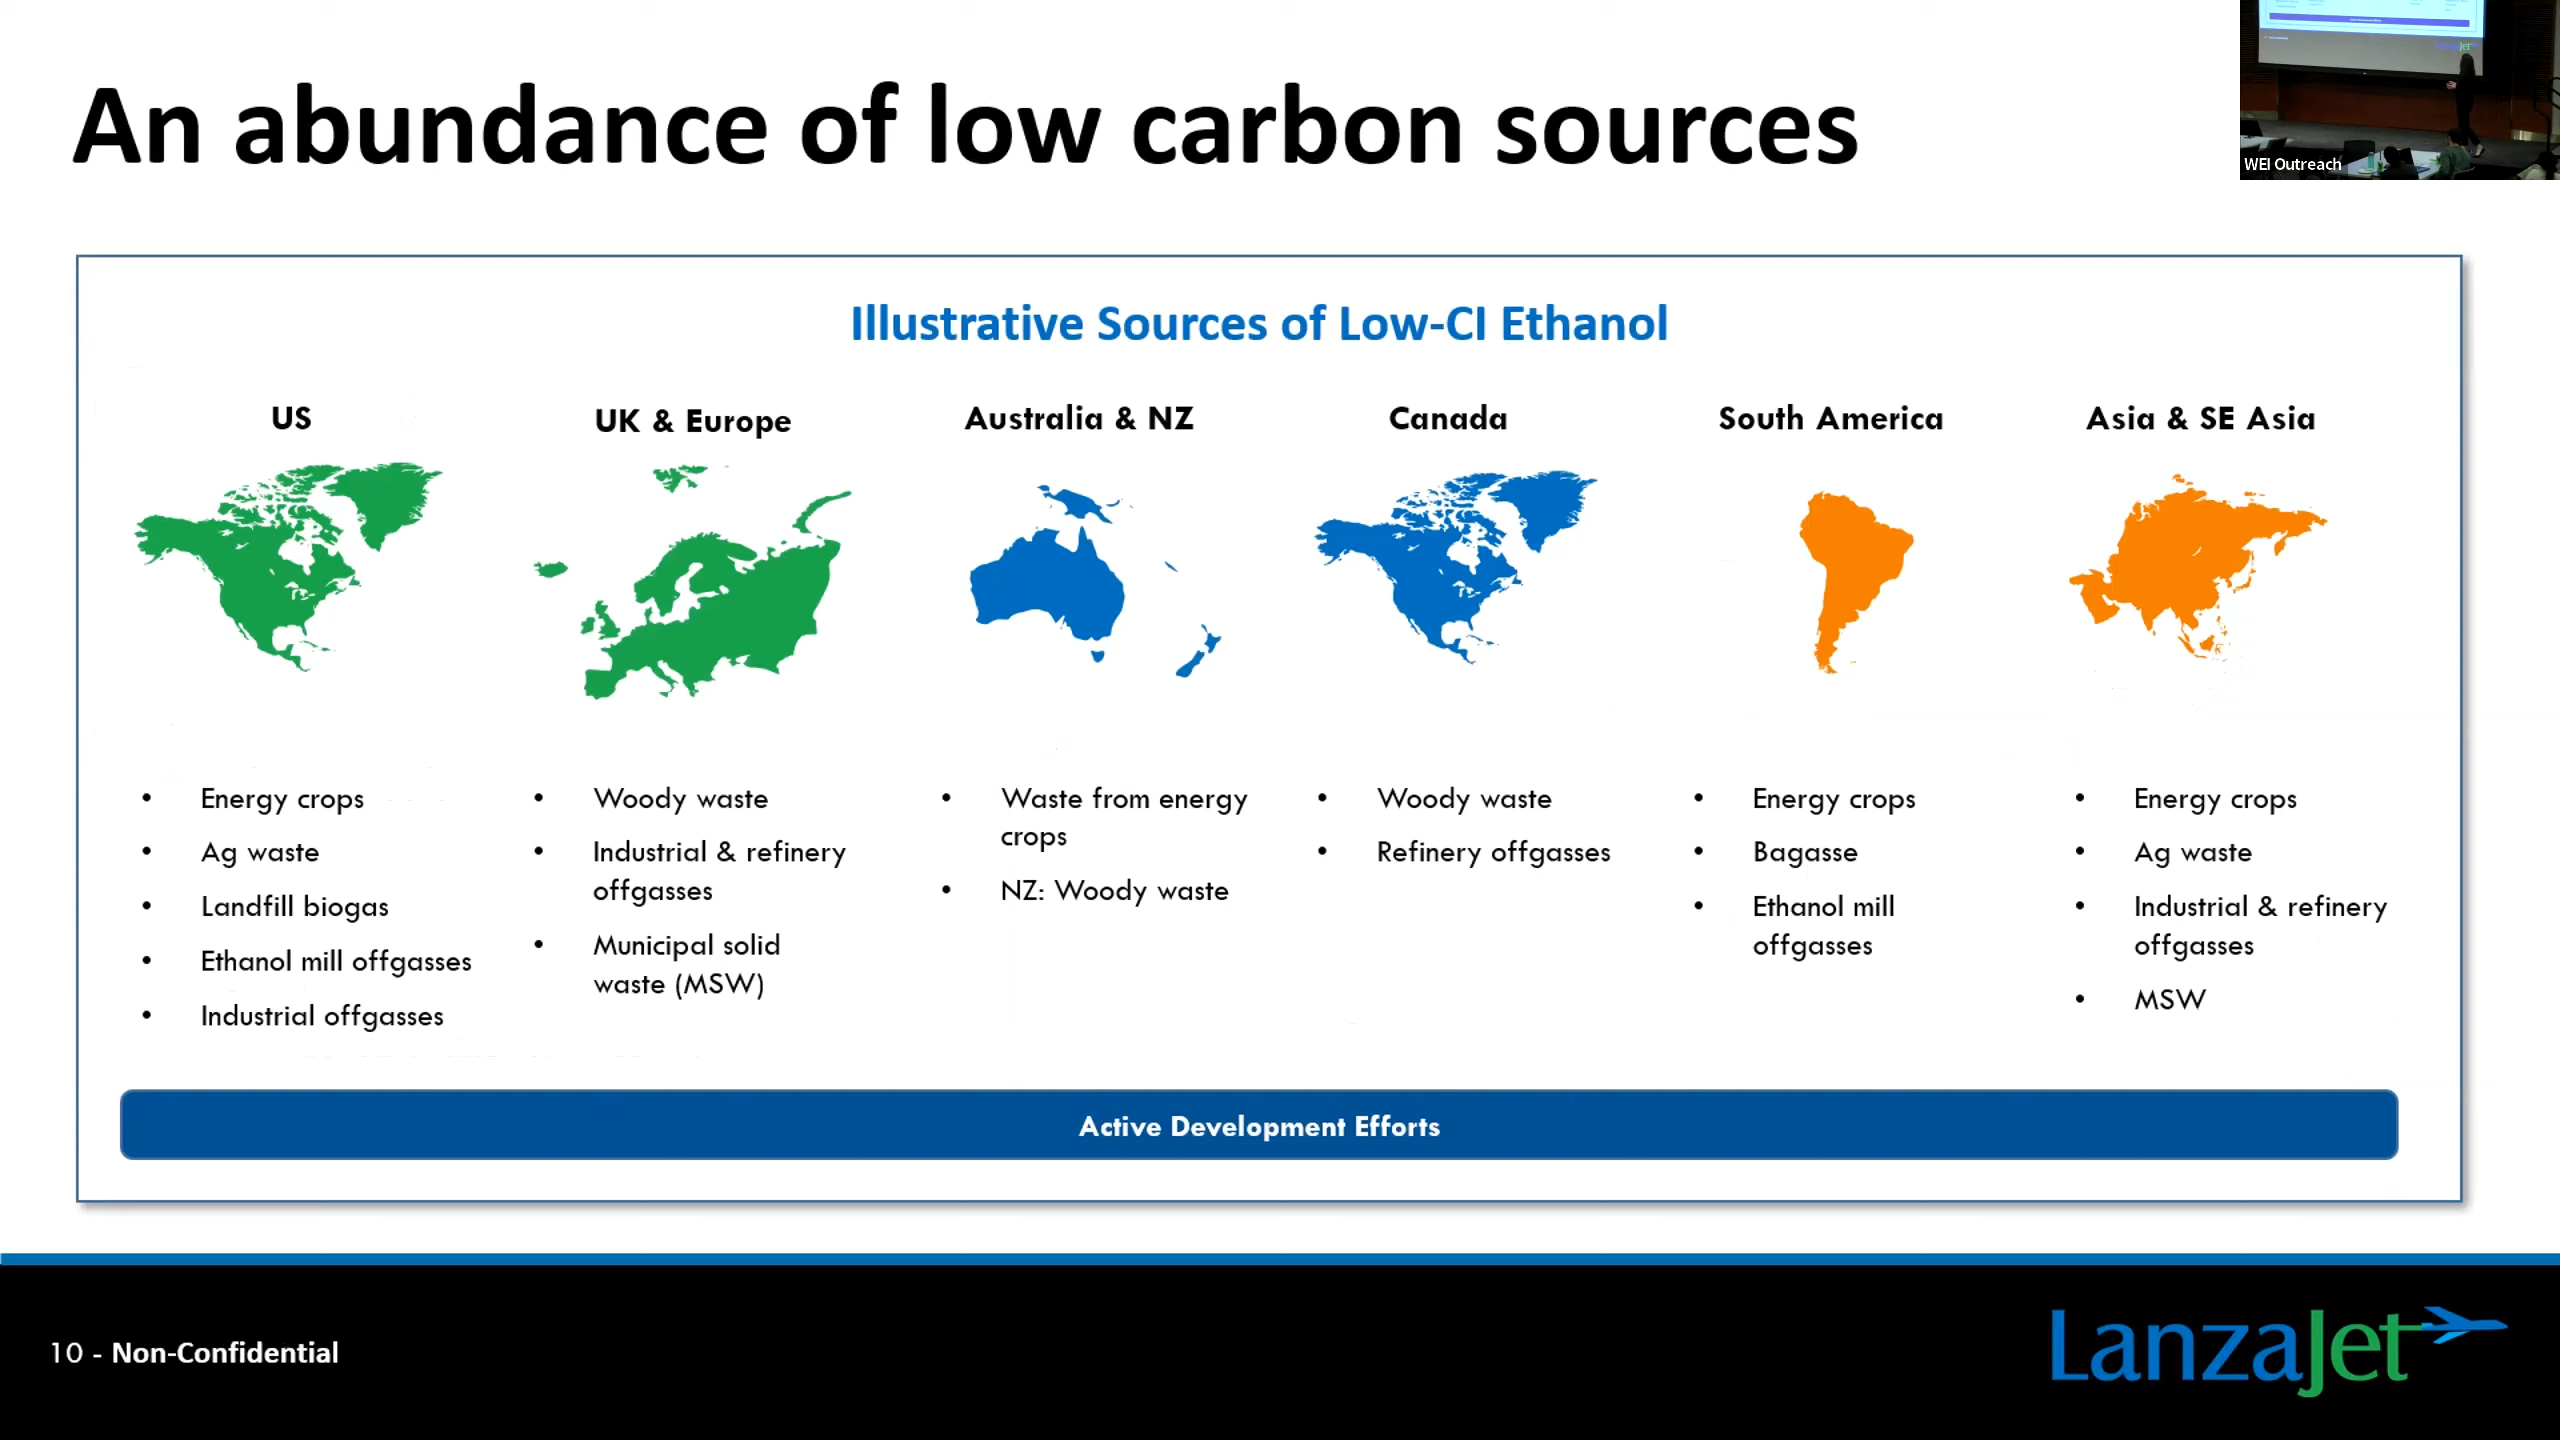 An abundance of low carbon sources
WEI Outreach
Illustrative Sources of Low-CI Ethanol
US
UK & Europe
Australia & NZ
Canada
South America
Asia & SE Asia
• Energy crops
• Ag waste
• Landfill biogas
• Ethanol mill offgasses
• Industrial offgasses
• Woody waste
• Industrial & refinery
offgasses
• Municipal solid
waste (MSW)
• Waste from energy
crops
• NZ: Woody waste
• Woody waste
• Refinery offgasses
• Energy crops
• Bagasse
• Ethanol mill
offgasses
• Energy crops
• Ag waste
• Industrial & refinery
offgasses
• MSW
Active Development Efforts
10 - Non-Confidential
LanzaJet